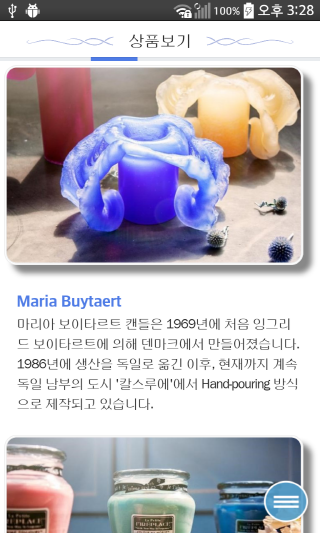 100% 오후 3:28
상품보기
Maria Buytaert
마리아 보이타르트 캔들은 1969년에 처음 잉그리
드 보이타르트에 의해 덴마크에서 만들어졌습니다.
1986년에 생산을 독일로 옮긴 이후, 현재까지 계속
독일 남부의 도시 '칼스루에'에서 Hand-pouring 방식
으로 제작되고 있습니다.
FIREPLACE
FIREPLACE